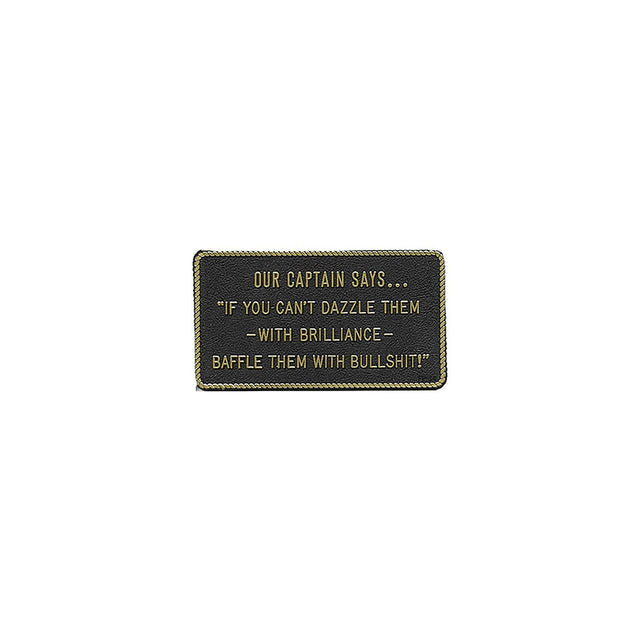 OUR CAPTAIN SAYS...
"IF YOU CAN'T DAZZLE THEM
—WITH BRILLIANCE—
BAFFLE THEM WITH BULLSHIT!"